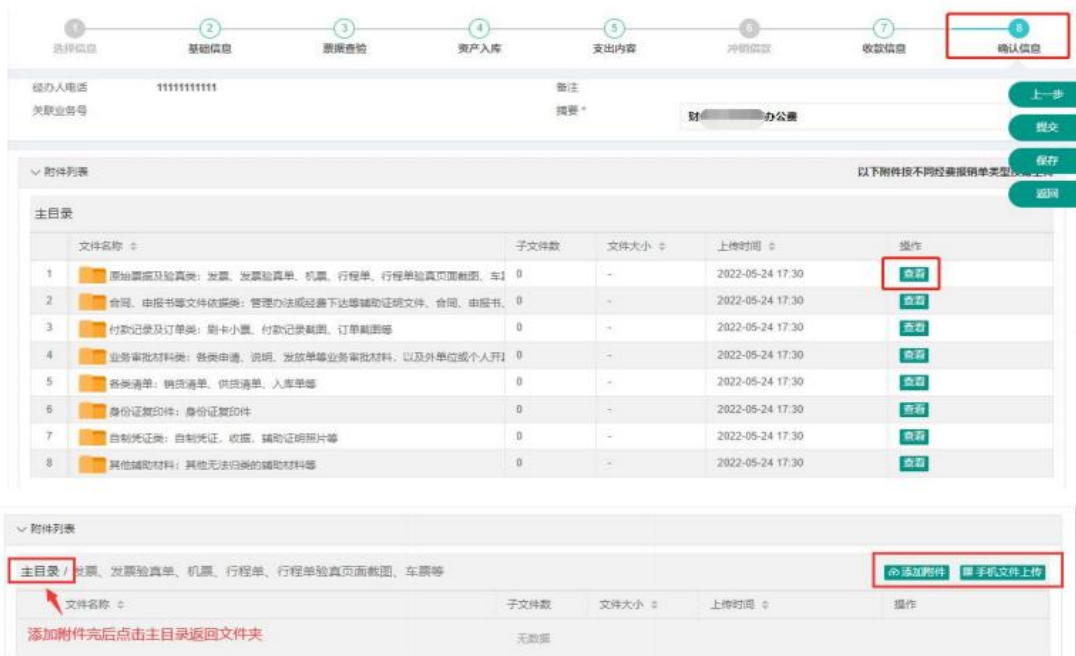 1 2 3 4 5 6 7 8
选择信息 基础信息 票据查验 资产入库 支出内容 冲销借款 收款信息 确认信息
经办人电话 11111111111 备注
上一步
关联业务号 摘要 * 财 办公费
提交
保存
附件列表 以下附件按不同经费报销单类型
返回
主目录
文件名称 子文件数 文件大小 上传时间 操作
1 原始票据及验真类：发票、发票验真单、机票、行程单、行程单验真页面截图、车 0 - 2022-05-24 17:30 查看
2 合同、申报书等文件依据类：管理办法或经费下达等辅助证明文件、合同、申报书、 0 - 2022-05-24 17:30 查看
3 付款记录及订单类：刷卡小票、付款记录截图、订单截图等 0 - 2022-05-24 17:30 查看
4 业务审批材料类：各类申请、说明、发放单等业务审批材料，以及外单位或个人开 0 - 2022-05-24 17:30 查看
5 各类清单：销货清单、供货清单、入库单等 0 - 2022-05-24 17:30 查看
6 身份证复印件：身份证复印件 0 - 2022-05-24 17:30 查看
7 自制凭证类：自制凭证、收据、辅助证明照片等 0 - 2022-05-24 17:30 查看
8 其他辅助材料：其他无法归类的辅助材料等 0 - 2022-05-24 17:30 查看
附件列表
主目录 / 发票、发票验真单、机票、行程单、行程单验真页面截图、车票等 添加附件 手机文件上传
文件名称 子文件数 文件大小 上传时间 操作
添加附件完后点击主目录返回文件夹
无数据